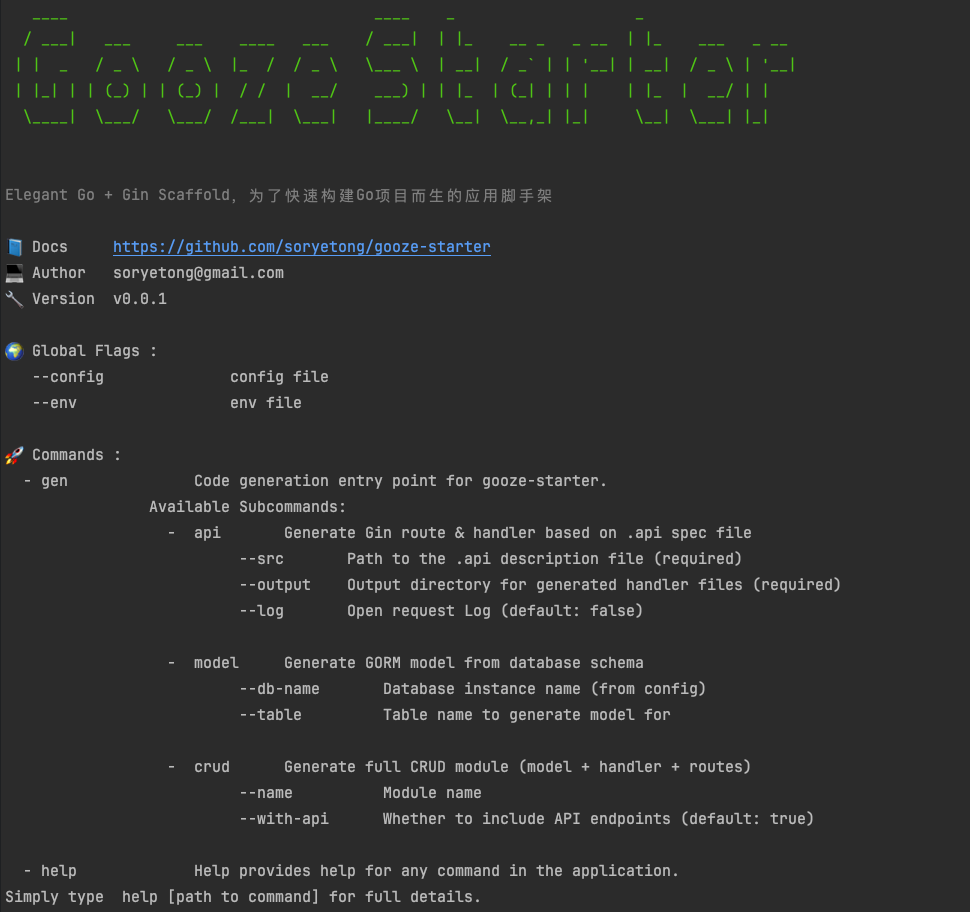 Gooze Starter
Elegant Go + Gin Scaffold, 为了快速构建Go项目而生的应用脚手架
Docs https://github.com/soryetong/gooze-starter
Author soryetong@gmail.com
Version v0.0.1
Global Flags :
--config config file
--env env file
Commands :
- gen Code generation entry point for gooze-starter.
Available Subcommands:
- api Generate Gin route & handler based on .api spec file
--src Path to the .api description file (required)
--output Output directory for generated handler files (required)
--log Open request Log (default: false)
- model Generate GORM model from database schema
--db-name Database instance name (from config)
--table Table name to generate model for
- crud Generate full CRUD module (model + handler + routes)
--name Module name
--with-api Whether to include API endpoints (default: true)
- help Help provides help for any command in the application.
Simply type help [path to command] for full details.